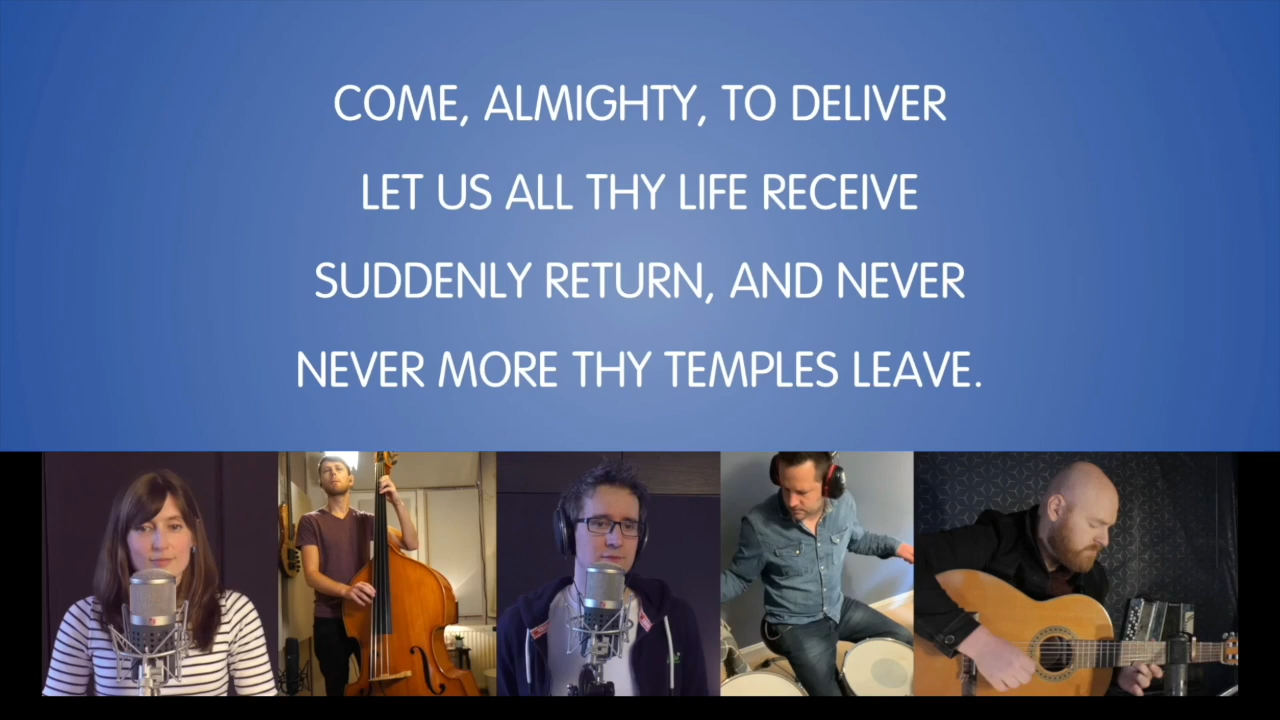 COME, ALMIGHTY, TO DELIVER
LET US ALL THY LIFE RECEIVE
SUDDENLY RETURN, AND NEVER
NEVER MORE THY TEMPLES LEAVE.